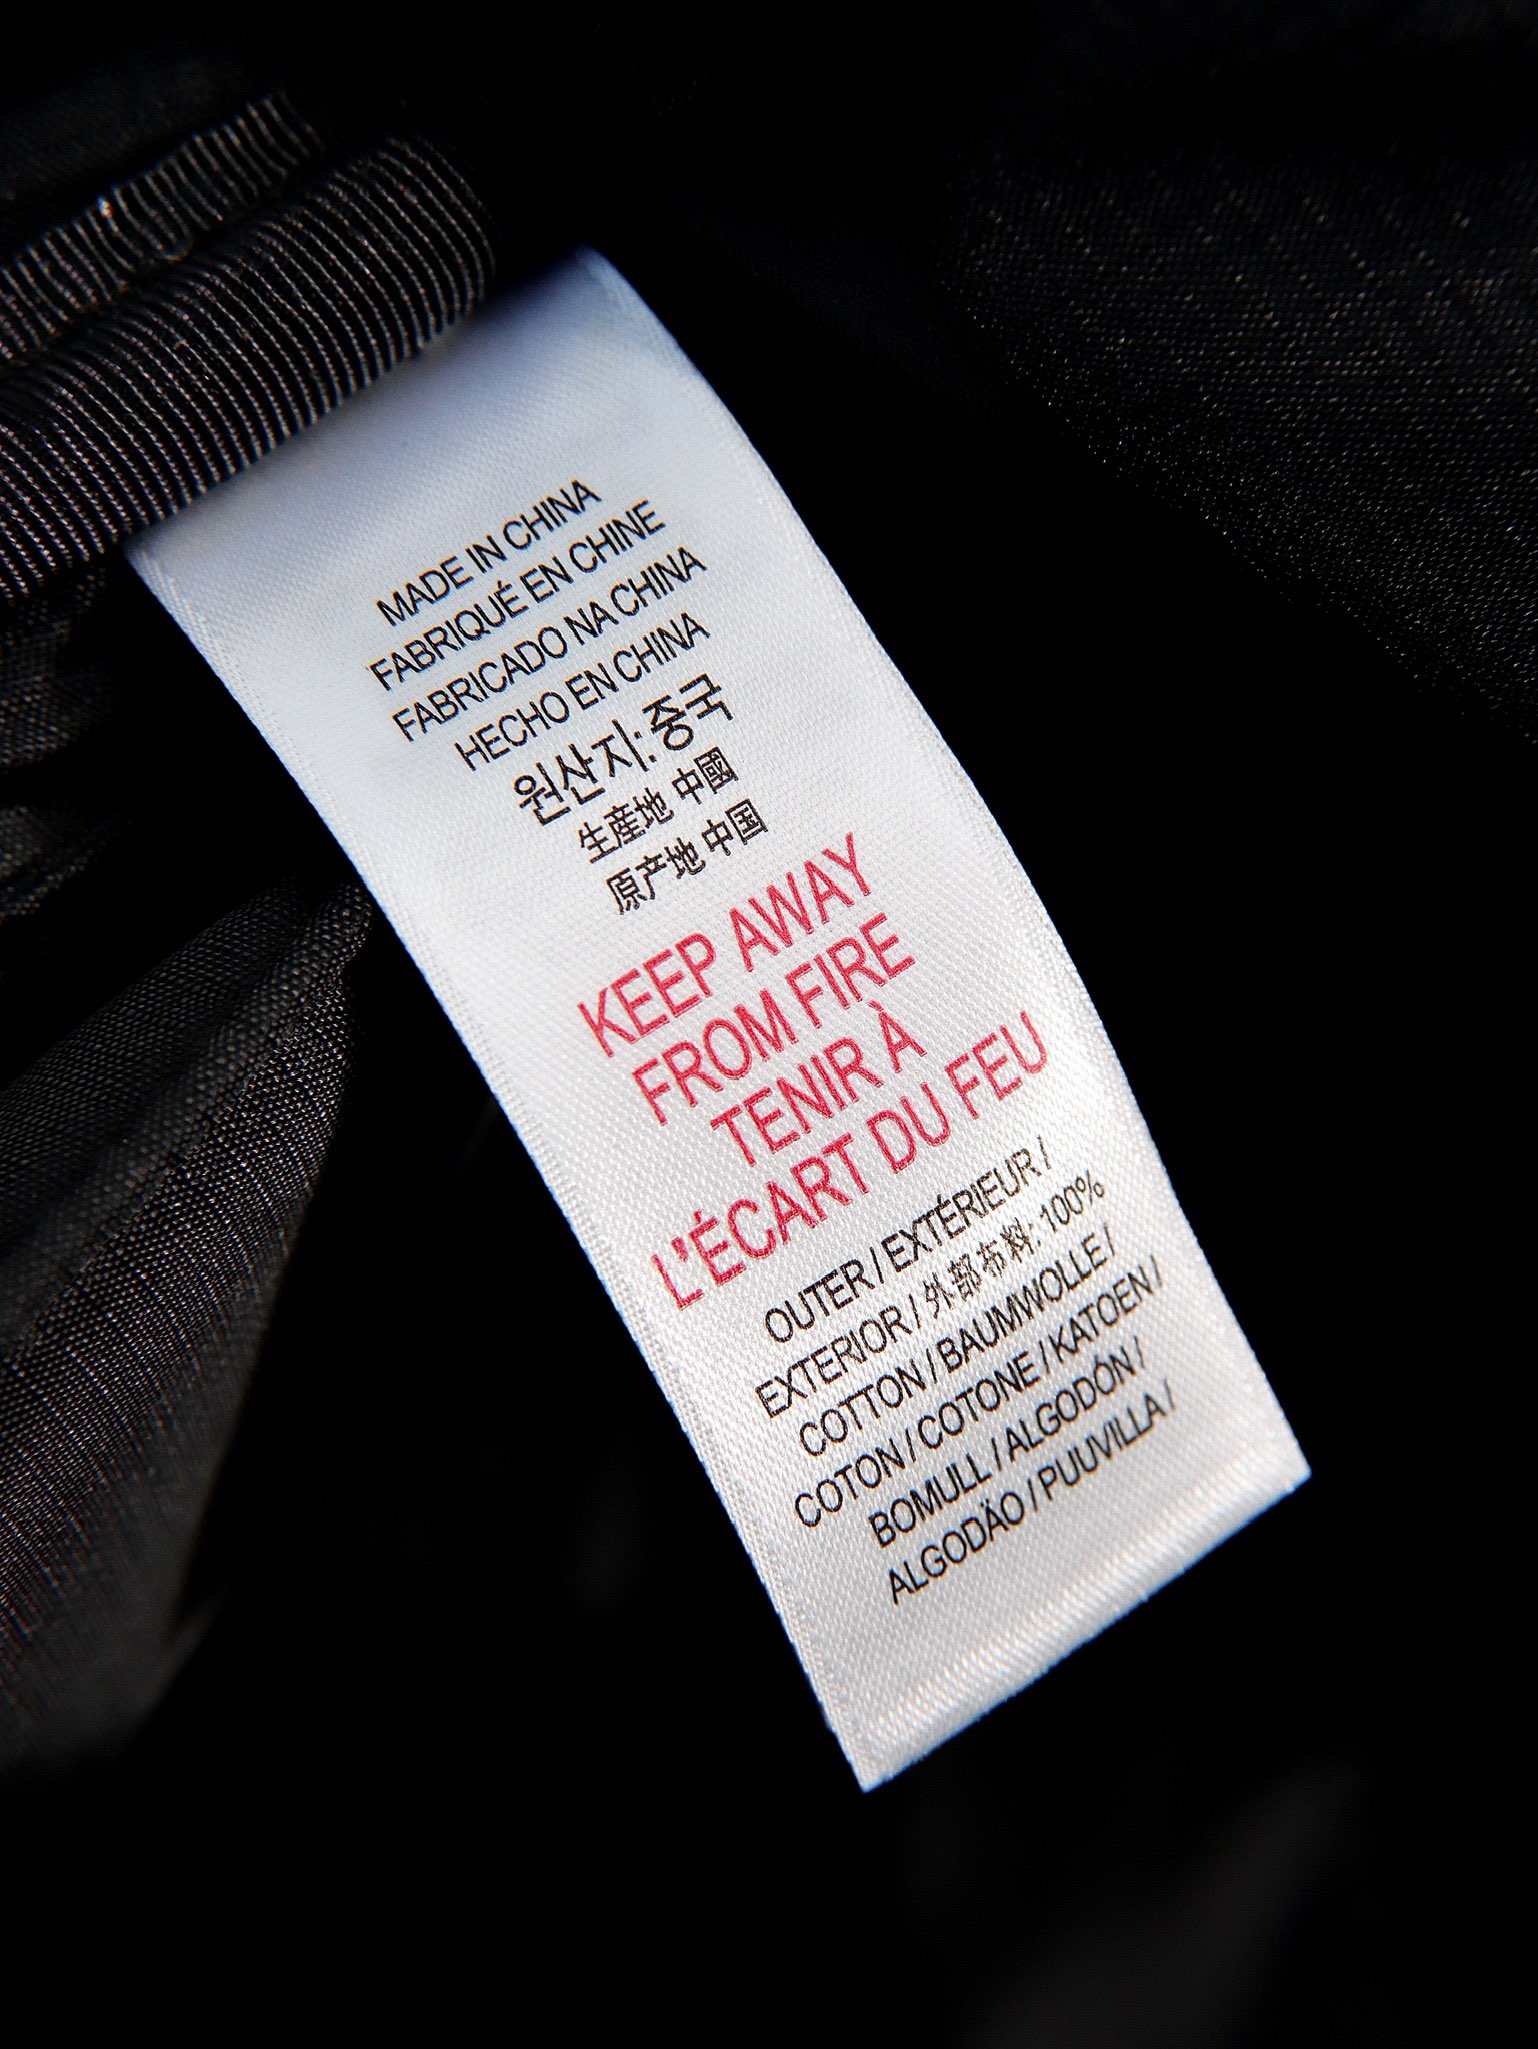 MADE IN CHINA
FABRIQUÉ EN CHINE
FABRICADO NA CHINA
HECHO EN CHINA
원산지: 중국
生産地 中國
原产地 中国
KEEP AWAY
FROM FIRE
TENIR À
L'ÉCART DU FEU
OUTER / EXTÉRIEUR /
EXTERIOR / 外部布料: 100%
COTTON / BAUMWOLLE /
COTON / COTONE / KATOEN /
BOMULL / ALGODÓN /
ALGODÄO / PUUVILLA /